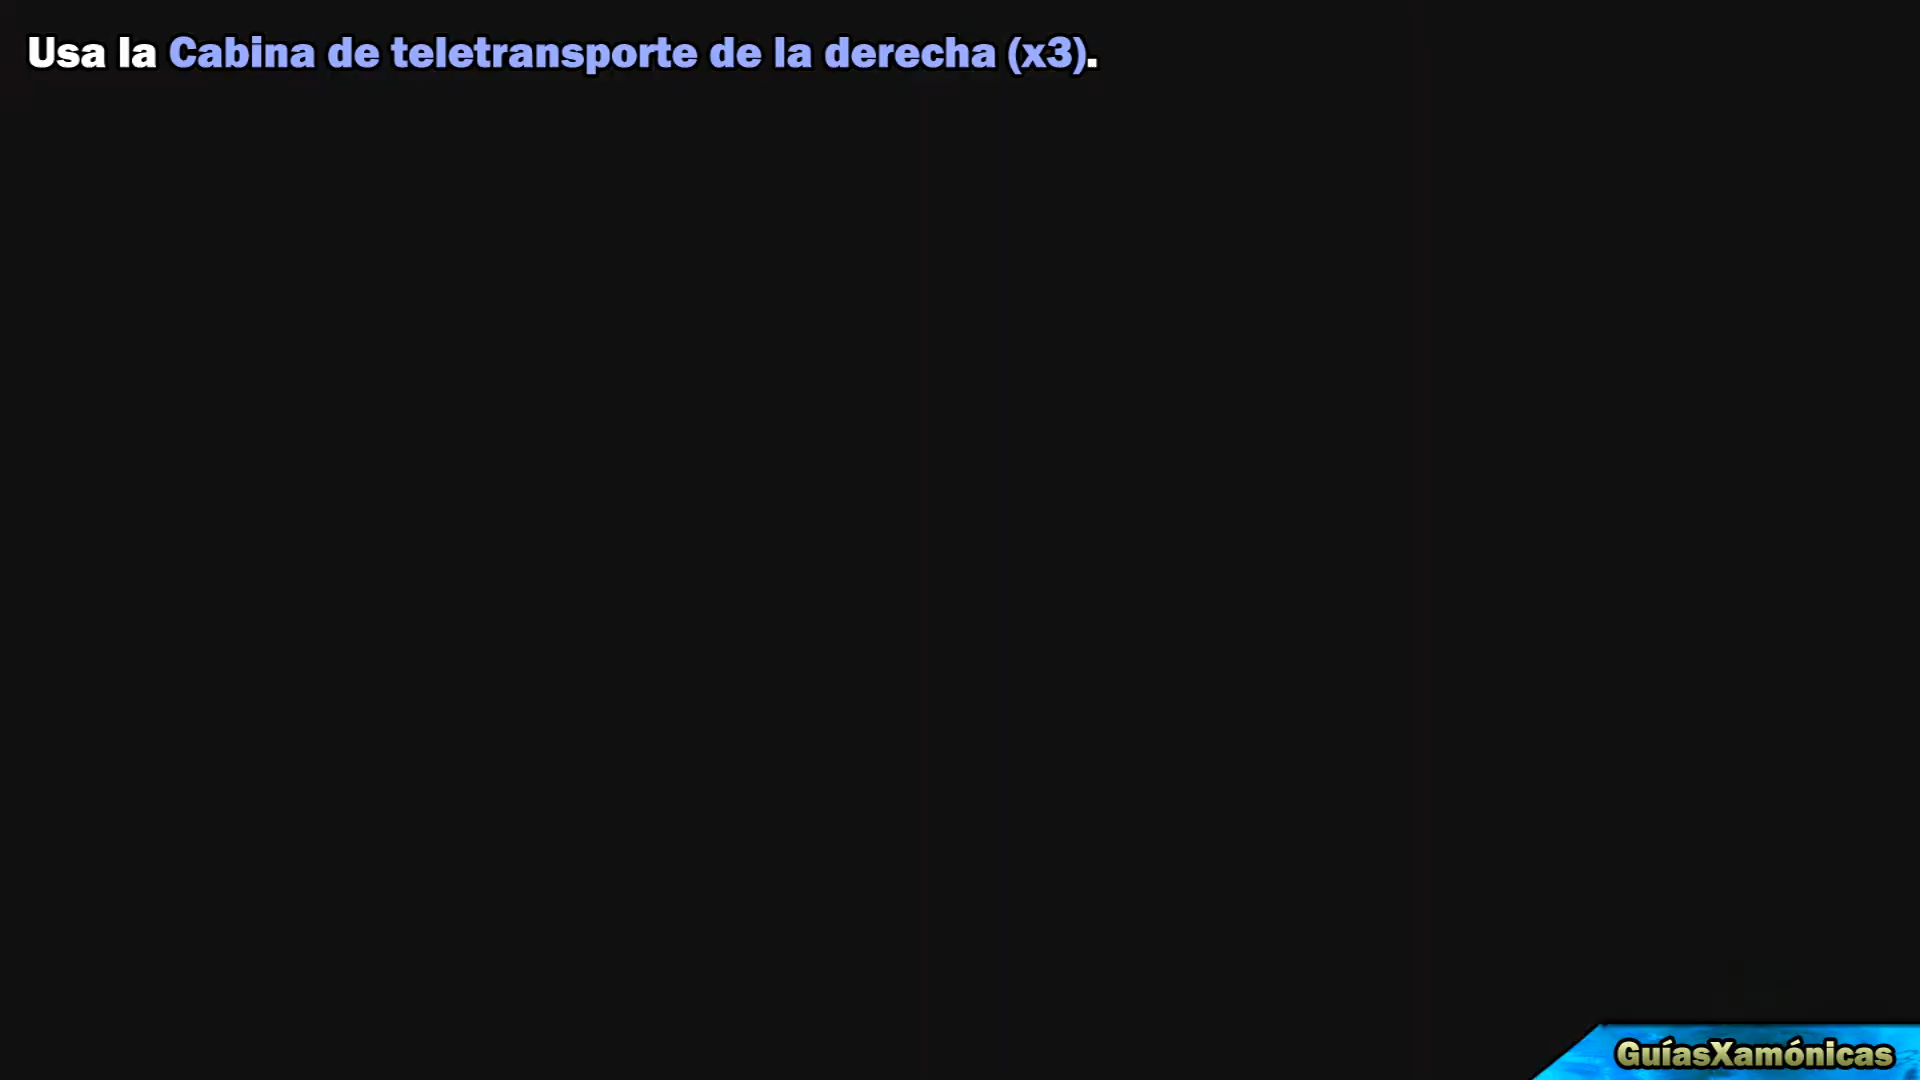 Usa la Cabina de teletransporte de la derecha (x3).
GuíasXamónicas